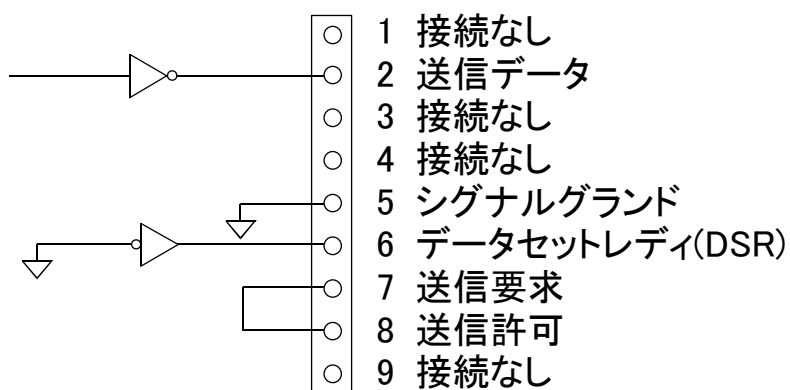 1 接続なし
2 送信データ
3 接続なし
4 接続なし
5 シグナルグランド
6 データセットレディ(DSR)
7 送信要求
8 送信許可
9 接続なし